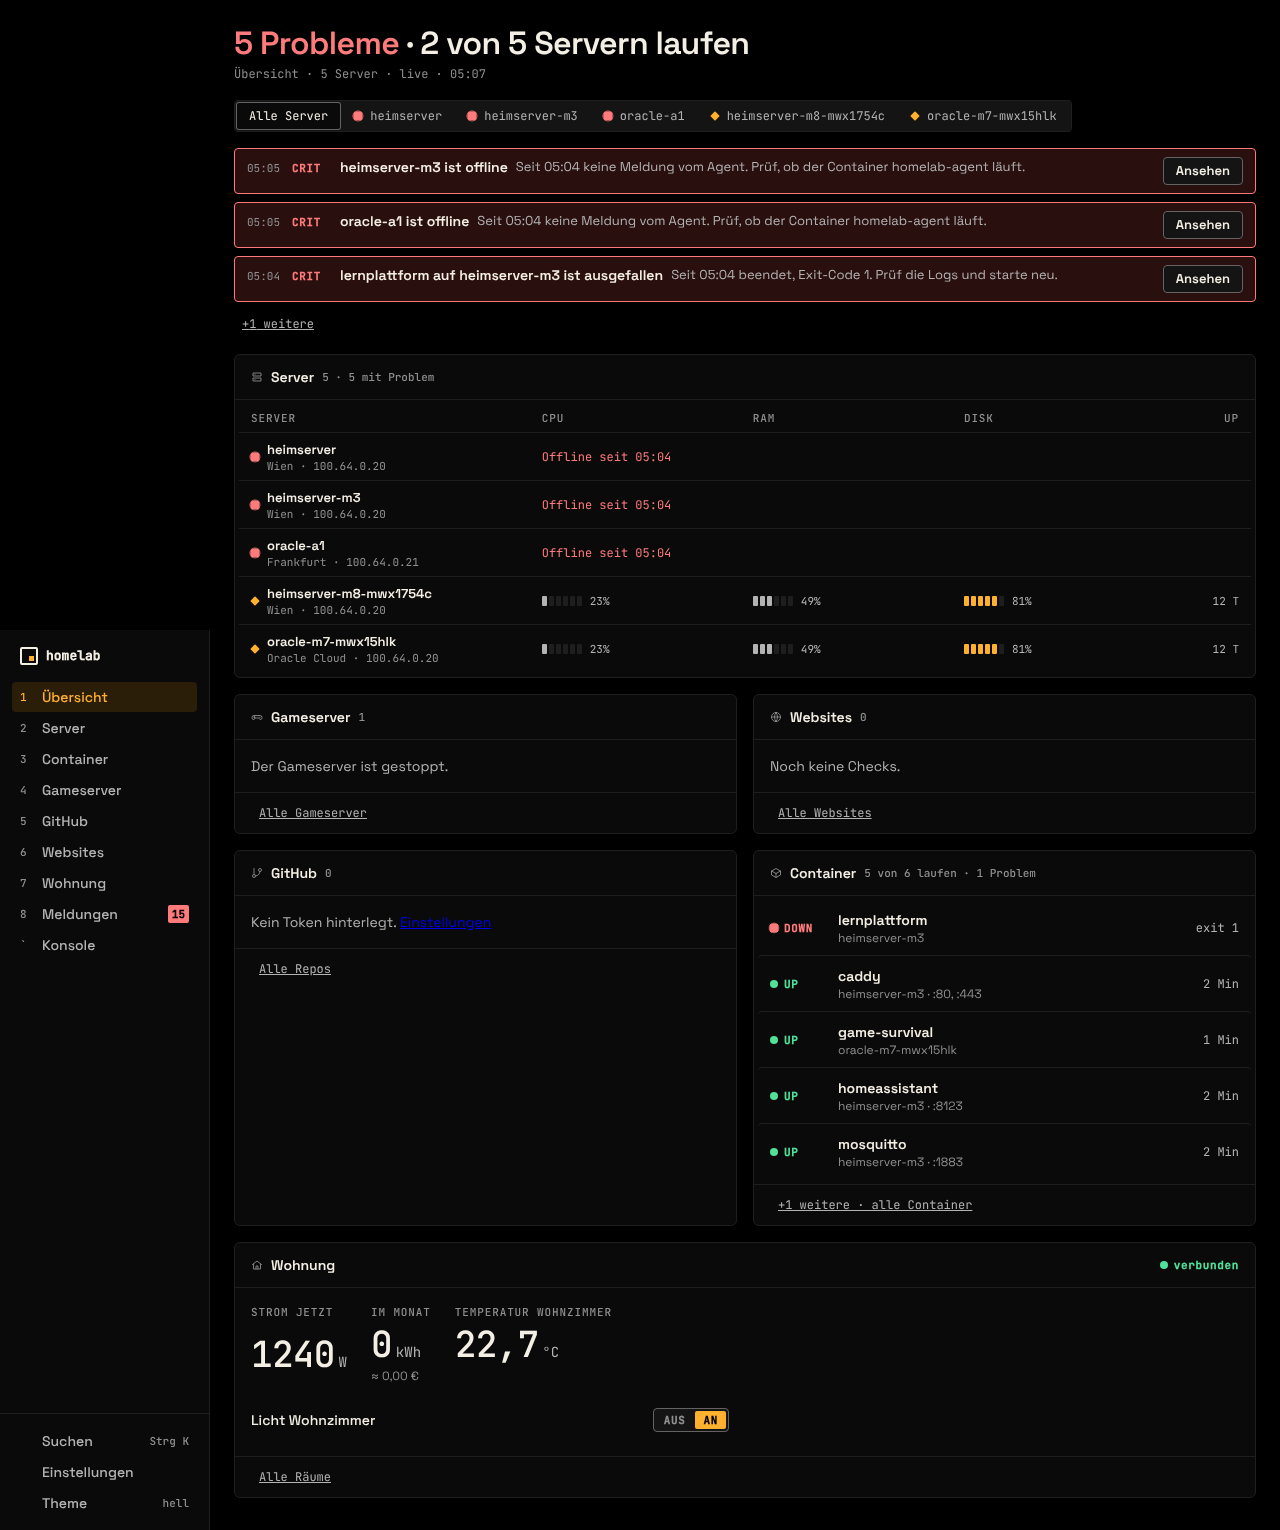 5 Probleme · 2 von 5 Servern laufen
Übersicht · 5 Server · live · 05:07
Alle Server heimserver heimserver-m3 oracle-a1 heimserver-m8-mwx1754c oracle-m7-mwx15hlk
05:05 CRIT heimserver-m3 ist offline Seit 05:04 keine Meldung vom Agent. Prüf, ob der Container homelab-agent läuft. Ansehen
05:05 CRIT oracle-a1 ist offline Seit 05:04 keine Meldung vom Agent. Prüf, ob der Container homelab-agent läuft. Ansehen
05:04 CRIT lernplattform auf heimserver-m3 ist ausgefallen Seit 05:04 beendet, Exit-Code 1. Prüf die Logs und starte neu. Ansehen
+1 weitere
Server 5 · 5 mit Problem
SERVER CPU RAM DISK UP
heimserver
Wien · 100.64.0.20
Offline seit 05:04
heimserver-m3
Wien · 100.64.0.20
Offline seit 05:04
oracle-a1
Frankfurt · 100.64.0.21
Offline seit 05:04
heimserver-m8-mwx1754c
Wien · 100.64.0.20
23% 49% 81% 12 T
oracle-m7-mwx15hlk
Oracle Cloud · 100.64.0.20
23% 49% 81% 12 T
homelab
1 Übersicht
2 Server
3 Container
4 Gameserver
5 GitHub
6 Websites
7 Wohnung
8 Meldungen 15
` Konsole
Suchen Strg K
Einstellungen
Theme hell
Gameserver 1
Der Gameserver ist gestoppt.
Alle Gameserver
Websites 0
Noch keine Checks.
Alle Websites
GitHub 0
Kein Token hinterlegt. Einstellungen
Alle Repos
Container 5 von 6 laufen · 1 Problem
DOWN lernplattform exit 1
heimserver-m3
UP caddy 2 Min
heimserver-m3 · :80, :443
UP game-survival 1 Min
oracle-m7-mwx15hlk
UP homeassistant 2 Min
heimserver-m3 · :8123
UP mosquitto 2 Min
heimserver-m3 · :1883
+1 weitere · alle Container
Wohnung verbunden
STROM JETZT IM MONAT TEMPERATUR WOHNZIMMER
1240 W 0 kWh 22,7 °C
≈ 0,00 €
Licht Wohnzimmer AUS AN
Alle Räume